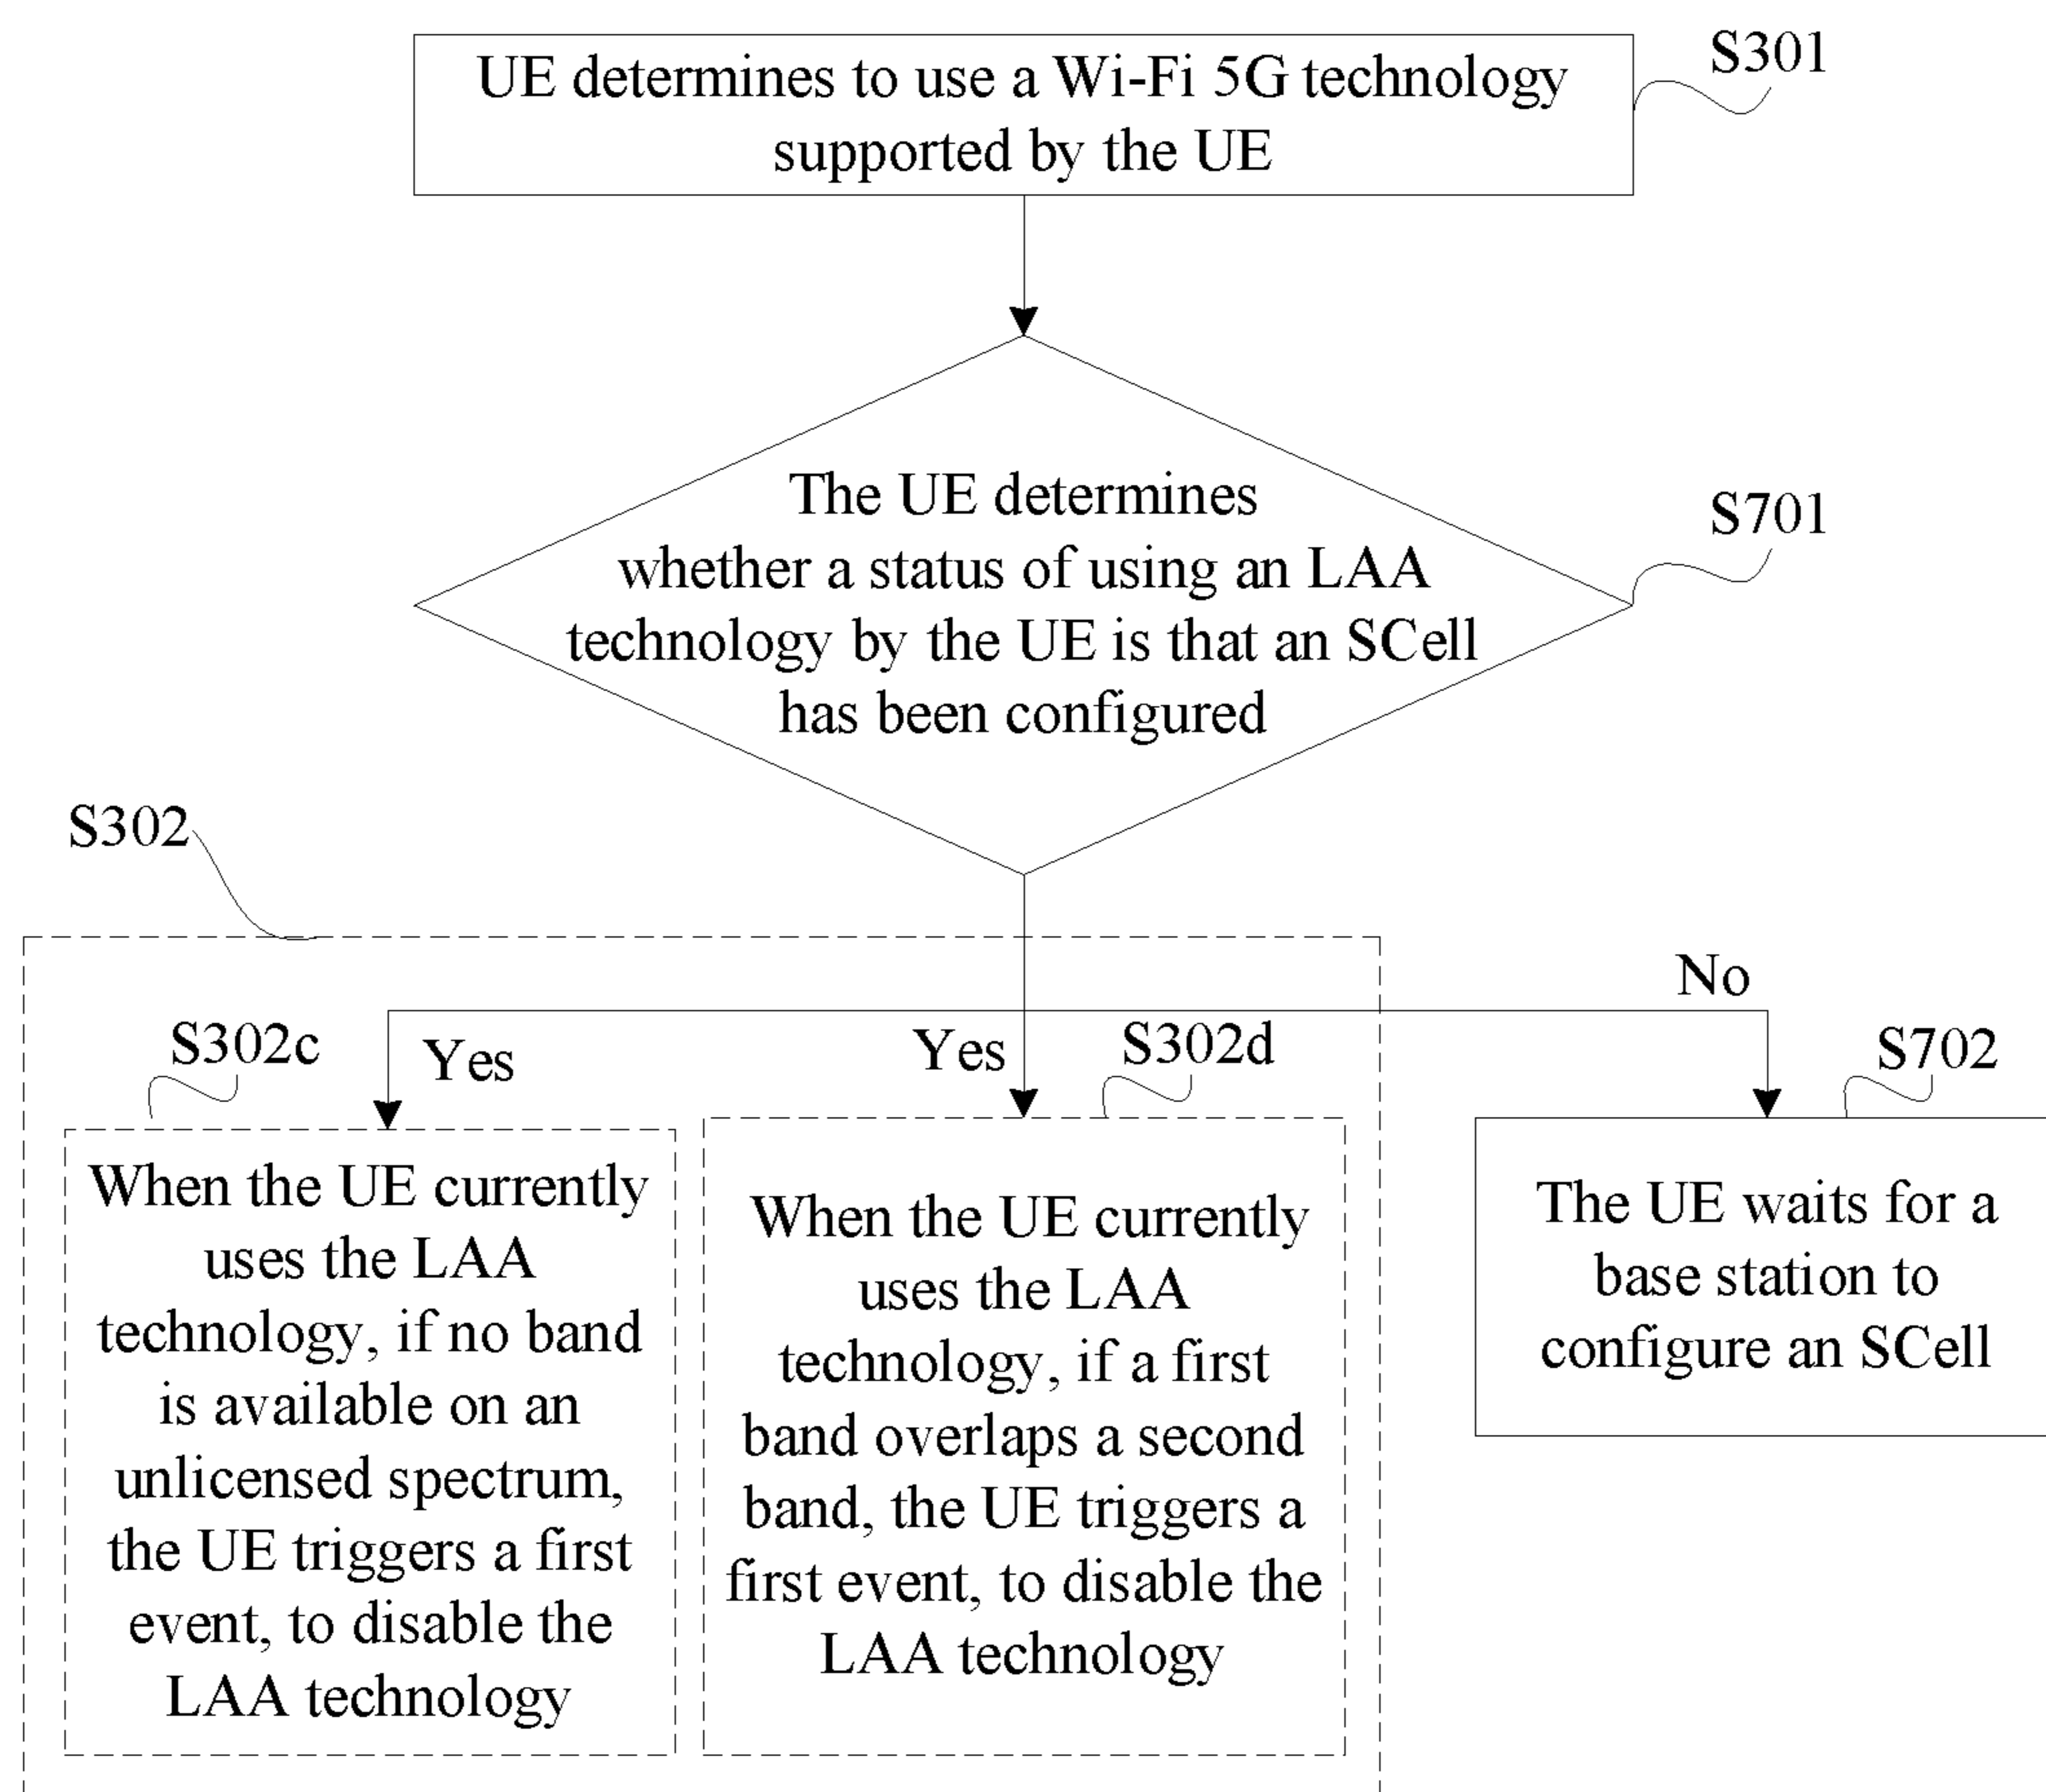 UE determines to use a Wi-Fi 5G technology
supported by the UE
S301
The UE determines
whether a status of using an LAA
technology by the UE is that an SCell
has been configured
S701
S302
No
S302c
Yes
Yes
S302d
S702
When the UE currently
uses the LAA
technology, if no band
is available on an
unlicensed spectrum,
the UE triggers a first
event, to disable the
LAA technology
When the UE currently
uses the LAA
technology, if a first
band overlaps a second
band, the UE triggers a
first event, to disable the
LAA technology
The UE waits for a
base station to
configure an SCell